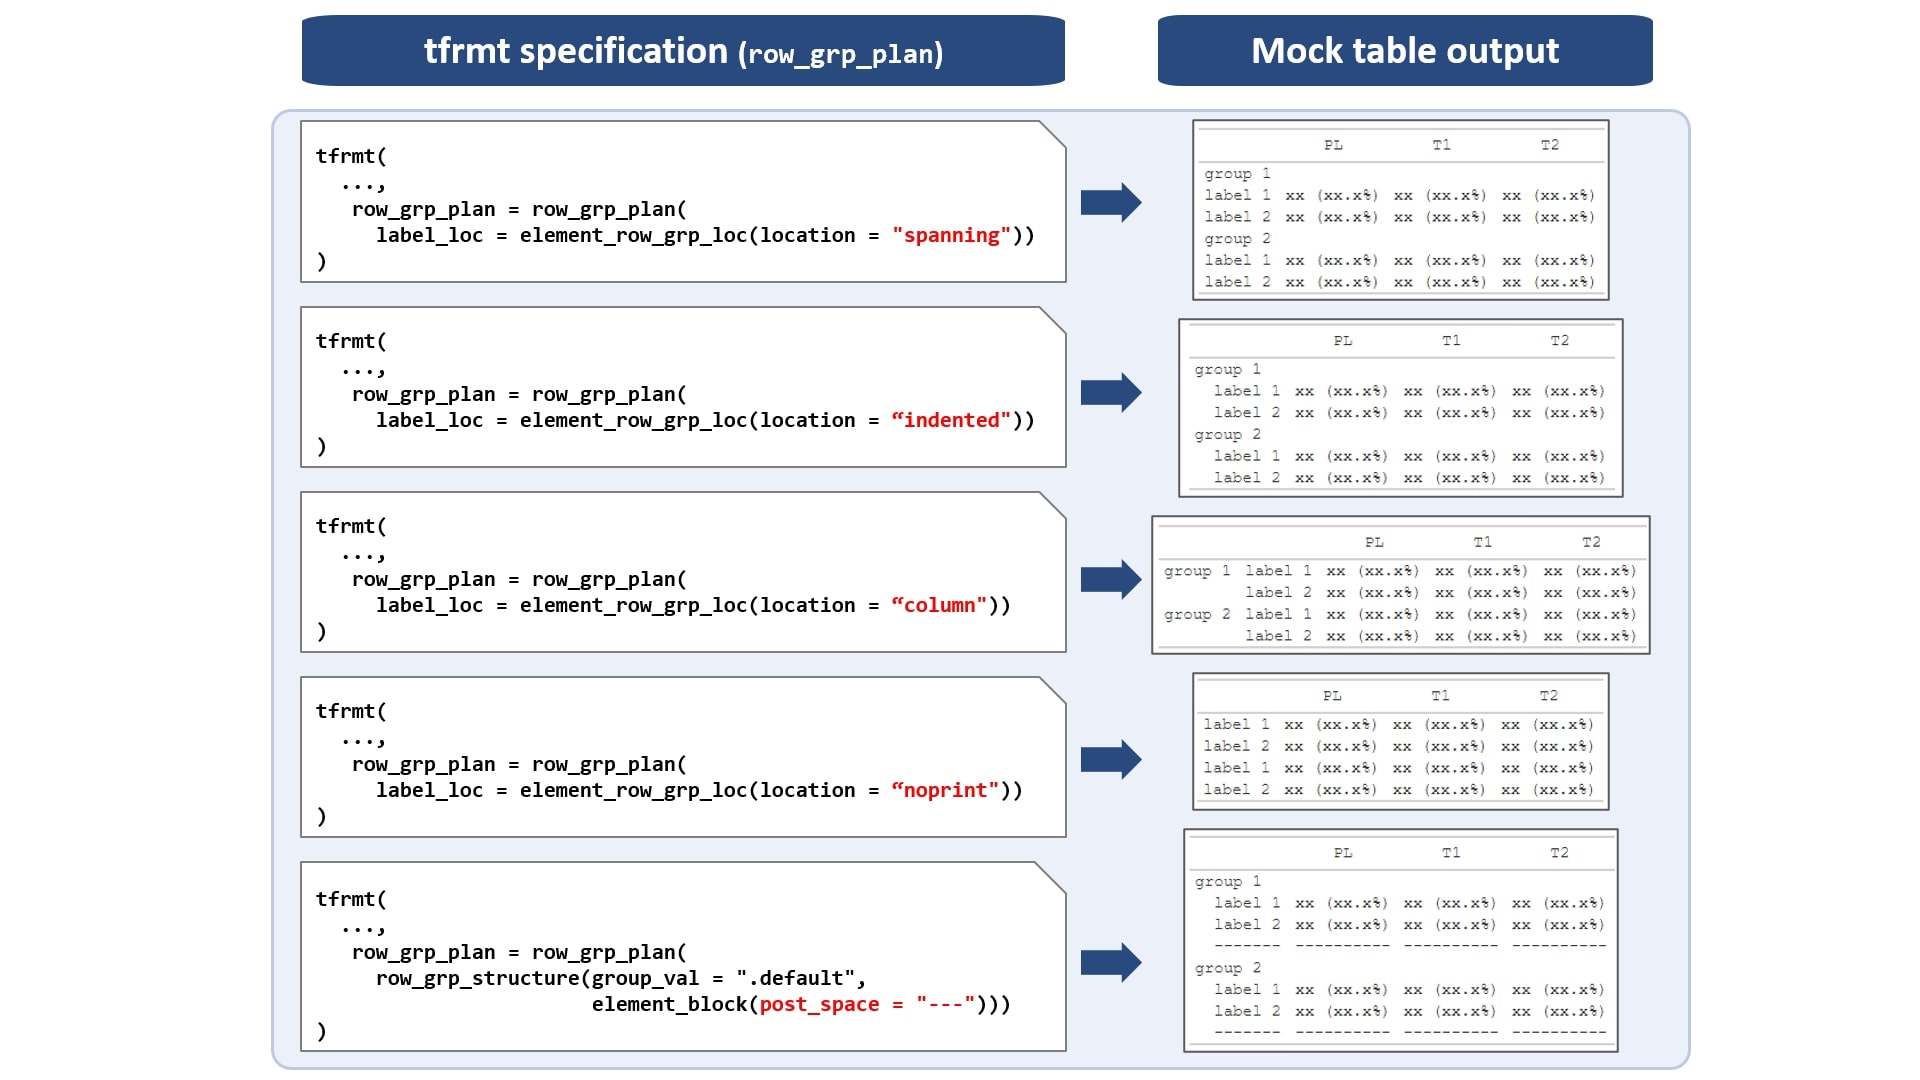 tfrmt specification (row_grp_plan)
Mock table output
tfrmt(
...,
row_grp_plan = row_grp_plan(
label_loc = element_row_grp_loc(location = "spanning"))
)
PL T1 T2
group 1
label 1 xx (xx.x%) xx (xx.x%) xx (xx.x%)
label 2 xx (xx.x%) xx (xx.x%) xx (xx.x%)
group 2
label 1 xx (xx.x%) xx (xx.x%) xx (xx.x%)
label 2 xx (xx.x%) xx (xx.x%) xx (xx.x%)
tfrmt(
...,
row_grp_plan = row_grp_plan(
label_loc = element_row_grp_loc(location = “indented"))
)
PL T1 T2
group 1
label 1 xx (xx.x%) xx (xx.x%) xx (xx.x%)
label 2 xx (xx.x%) xx (xx.x%) xx (xx.x%)
group 2
label 1 xx (xx.x%) xx (xx.x%) xx (xx.x%)
label 2 xx (xx.x%) xx (xx.x%) xx (xx.x%)
tfrmt(
...,
row_grp_plan = row_grp_plan(
label_loc = element_row_grp_loc(location = “column"))
)
PL T1 T2
group 1 label 1 xx (xx.x%) xx (xx.x%) xx (xx.x%)
label 2 xx (xx.x%) xx (xx.x%) xx (xx.x%)
group 2 label 1 xx (xx.x%) xx (xx.x%) xx (xx.x%)
label 2 xx (xx.x%) xx (xx.x%) xx (xx.x%)
tfrmt(
...,
row_grp_plan = row_grp_plan(
label_loc = element_row_grp_loc(location = “noprint"))
)
PL T1 T2
label 1 xx (xx.x%) xx (xx.x%) xx (xx.x%)
label 2 xx (xx.x%) xx (xx.x%) xx (xx.x%)
label 1 xx (xx.x%) xx (xx.x%) xx (xx.x%)
label 2 xx (xx.x%) xx (xx.x%) xx (xx.x%)
tfrmt(
...,
row_grp_plan = row_grp_plan(
row_grp_structure(group_val = ".default",
element_block(post_space = "---")))
)
PL T1 T2
group 1
label 1 xx (xx.x%) xx (xx.x%) xx (xx.x%)
label 2 xx (xx.x%) xx (xx.x%) xx (xx.x%)
------- ---------- ---------- ----------
group 2
label 1 xx (xx.x%) xx (xx.x%) xx (xx.x%)
label 2 xx (xx.x%) xx (xx.x%) xx (xx.x%)
------- ---------- ---------- ----------